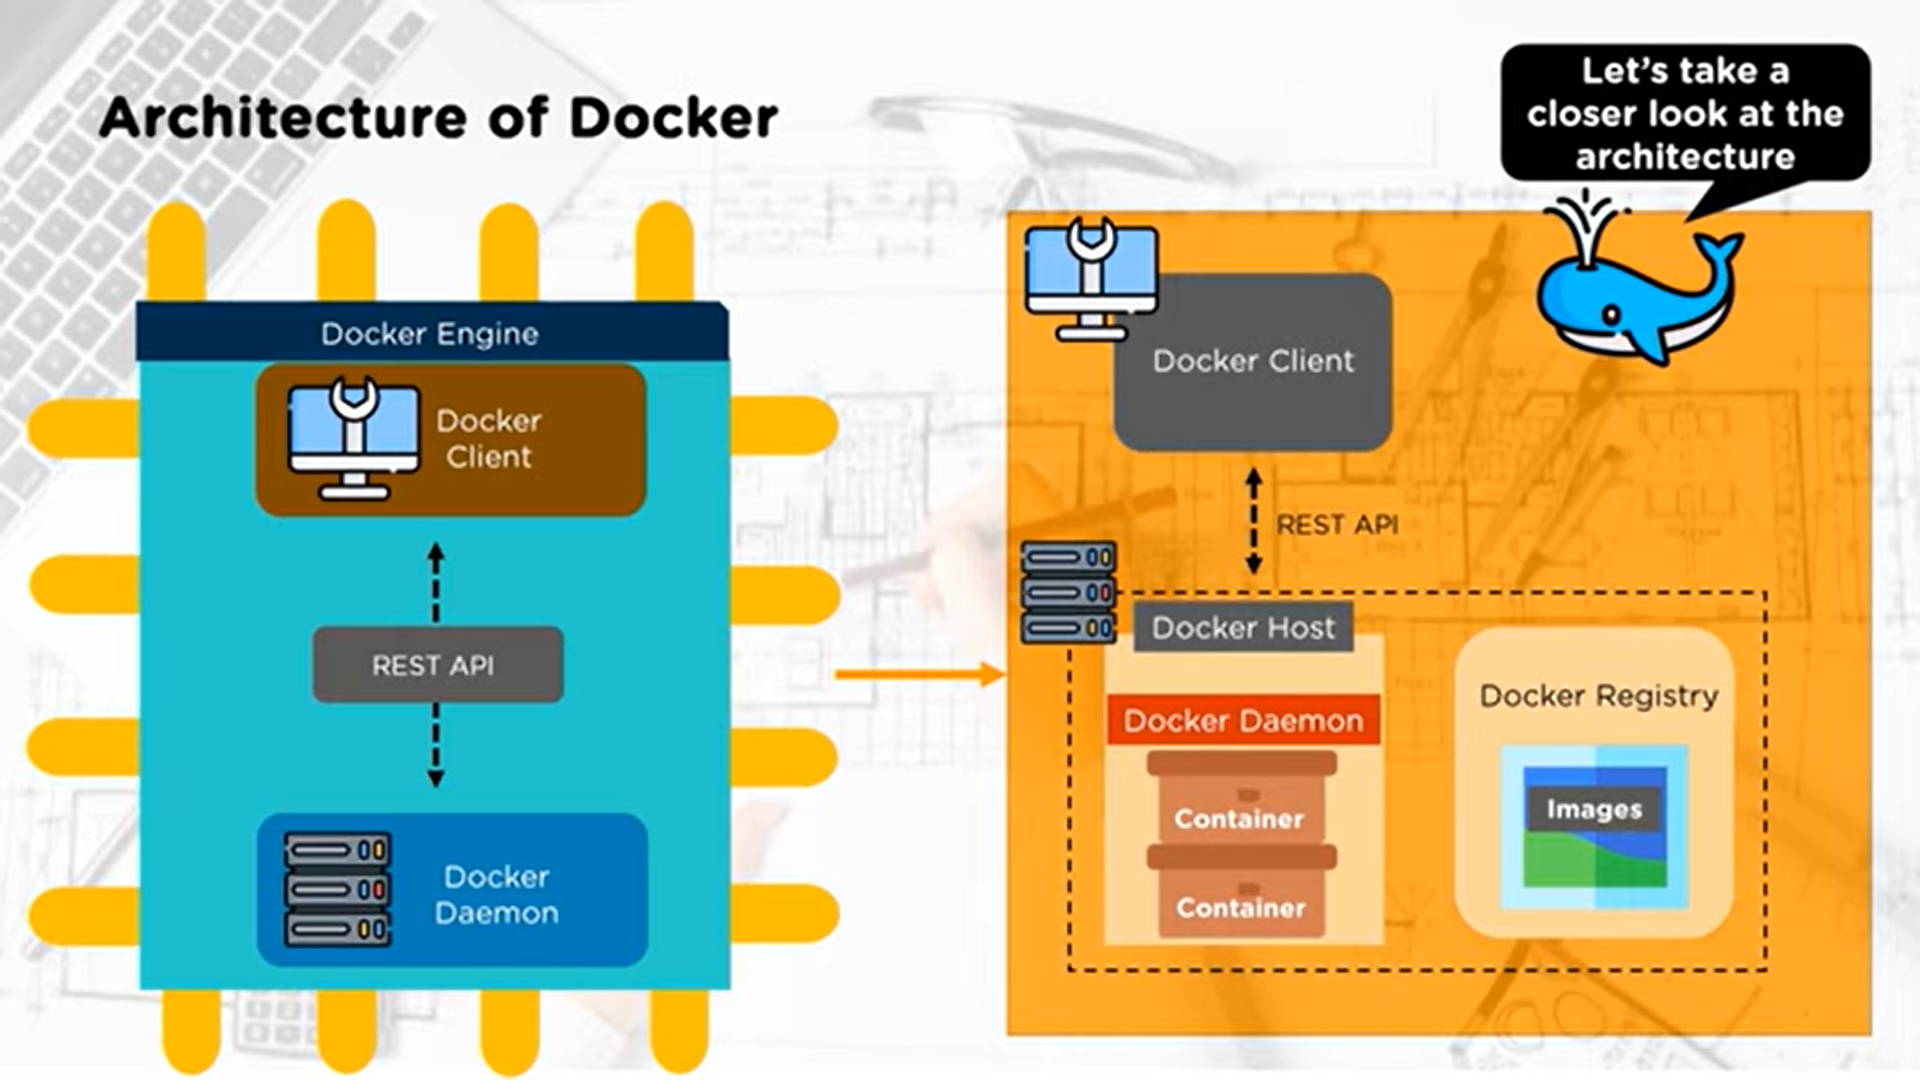 Architecture of Docker
Let's take a
closer look at the
architecture
Docker Engine
Docker
Client
REST API
Docker
Daemon
Docker Client
REST API
Docker Host
Docker Daemon
Container
Container
Docker Registry
Images